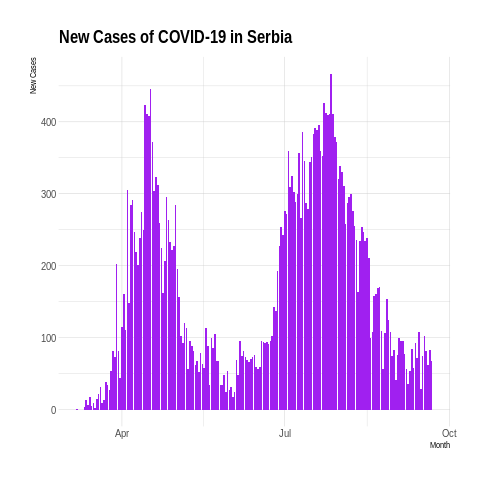 New Cases of COVID-19 in Serbia
New Cases
400
300
200
100
0
Apr
Jul
Oct
Month